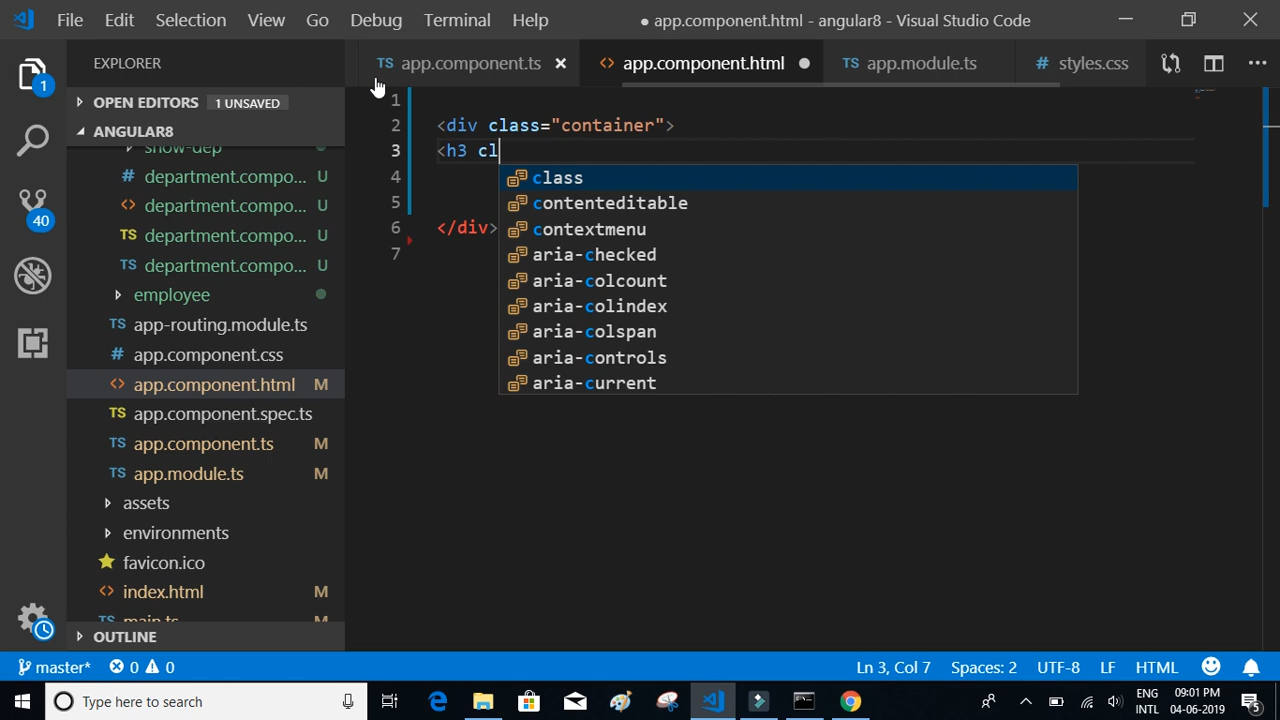 File Edit Selection View Go Debug Terminal Help ● app.component.html - angular8 - Visual Studio Code
EXPLORER
TS app.component.ts × <> app.component.html ● TS app.module.ts # styles.css
OPEN EDITORS 1 UNSAVED
ANGULAR8
show-dep
# department.compo... U
<> department.compo... U
TS department.compo... U
TS department.compo... U
employee
TS app-routing.module.ts
# app.component.css
<> app.component.html M
TS app.component.spec.ts
TS app.component.ts M
TS app.module.ts M
assets
environments
favicon.ico
<> index.html M
TS main.ts M
OUTLINE
1
40
1
2 <div class="container">
3 <h3 cl
4
5
6 </div>
7
class
contenteditable
contextmenu
aria-checked
aria-colcount
aria-colindex
aria-colspan
aria-controls
aria-current
master* 0 0 Ln 3, Col 7 Spaces: 2 UTF-8 LF HTML
Type here to search
ENG 09:01 PM
INTL 04-06-2019 5